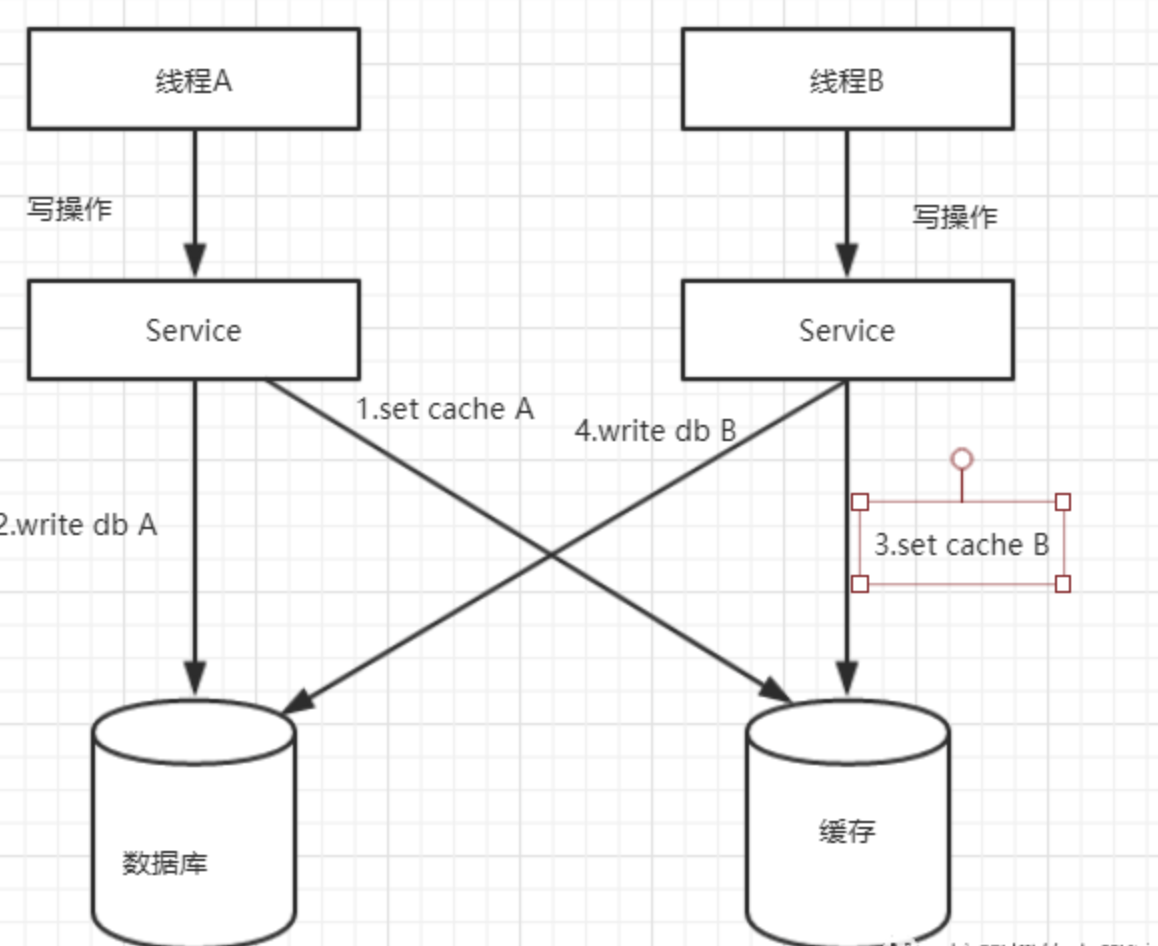 线程A
线程B
写操作
写操作
Service
Service
1.set cache A
4.write db B
2.write db A
3.set cache B
缓存
数据库